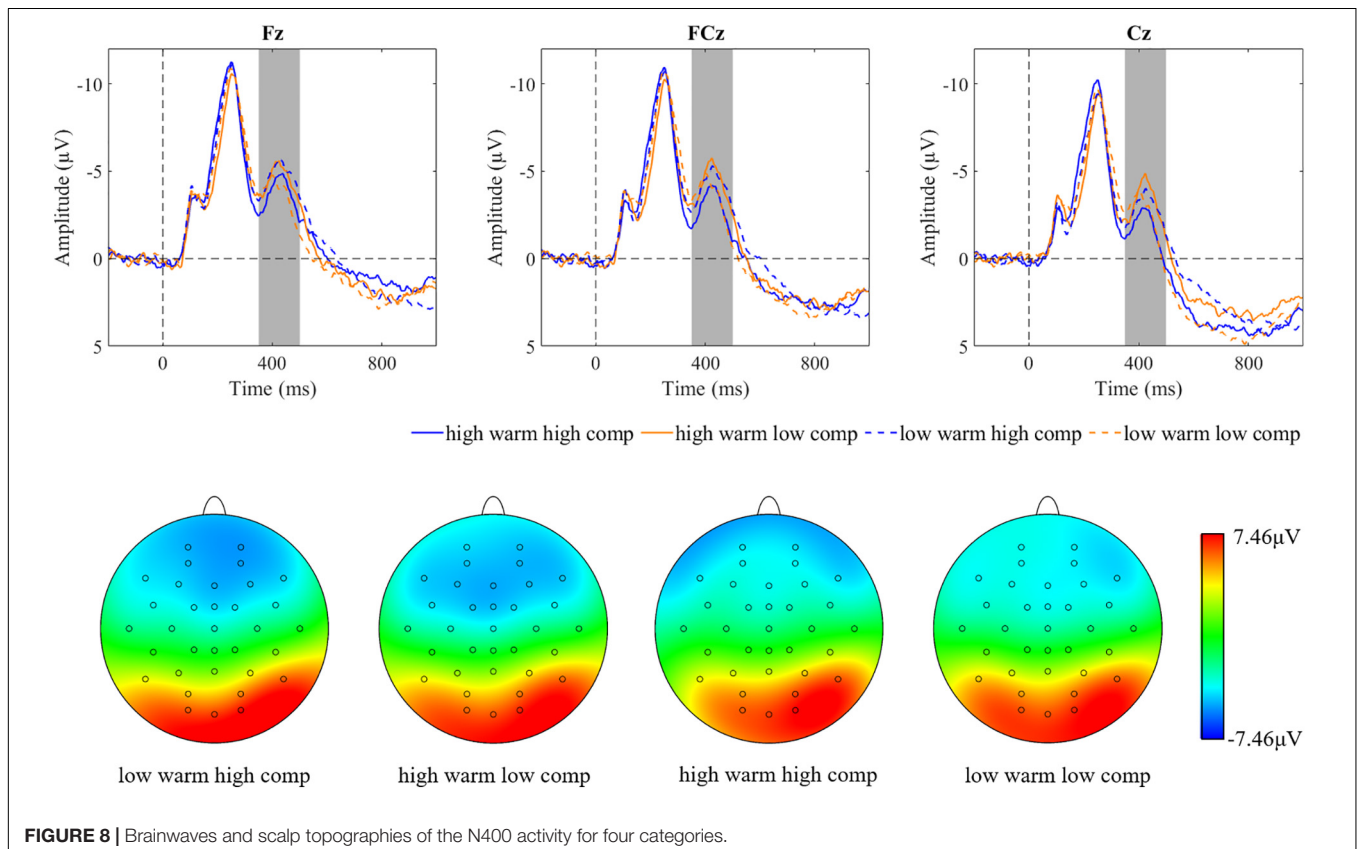 Fz
FCz
Cz
-10
-5
0
5
Amplitude (µV)
0
400
800
Time (ms)
-10
-5
0
5
Amplitude (µV)
0
400
800
Time (ms)
-10
-5
0
5
Amplitude (µV)
0
400
800
Time (ms)
high warm high comp high warm low comp low warm high comp low warm low comp
7.46µV
-7.46µV
low warm high comp
high warm low comp
high warm high comp
low warm low comp
FIGURE 8 | Brainwaves and scalp topographies of the N400 activity for four categories.